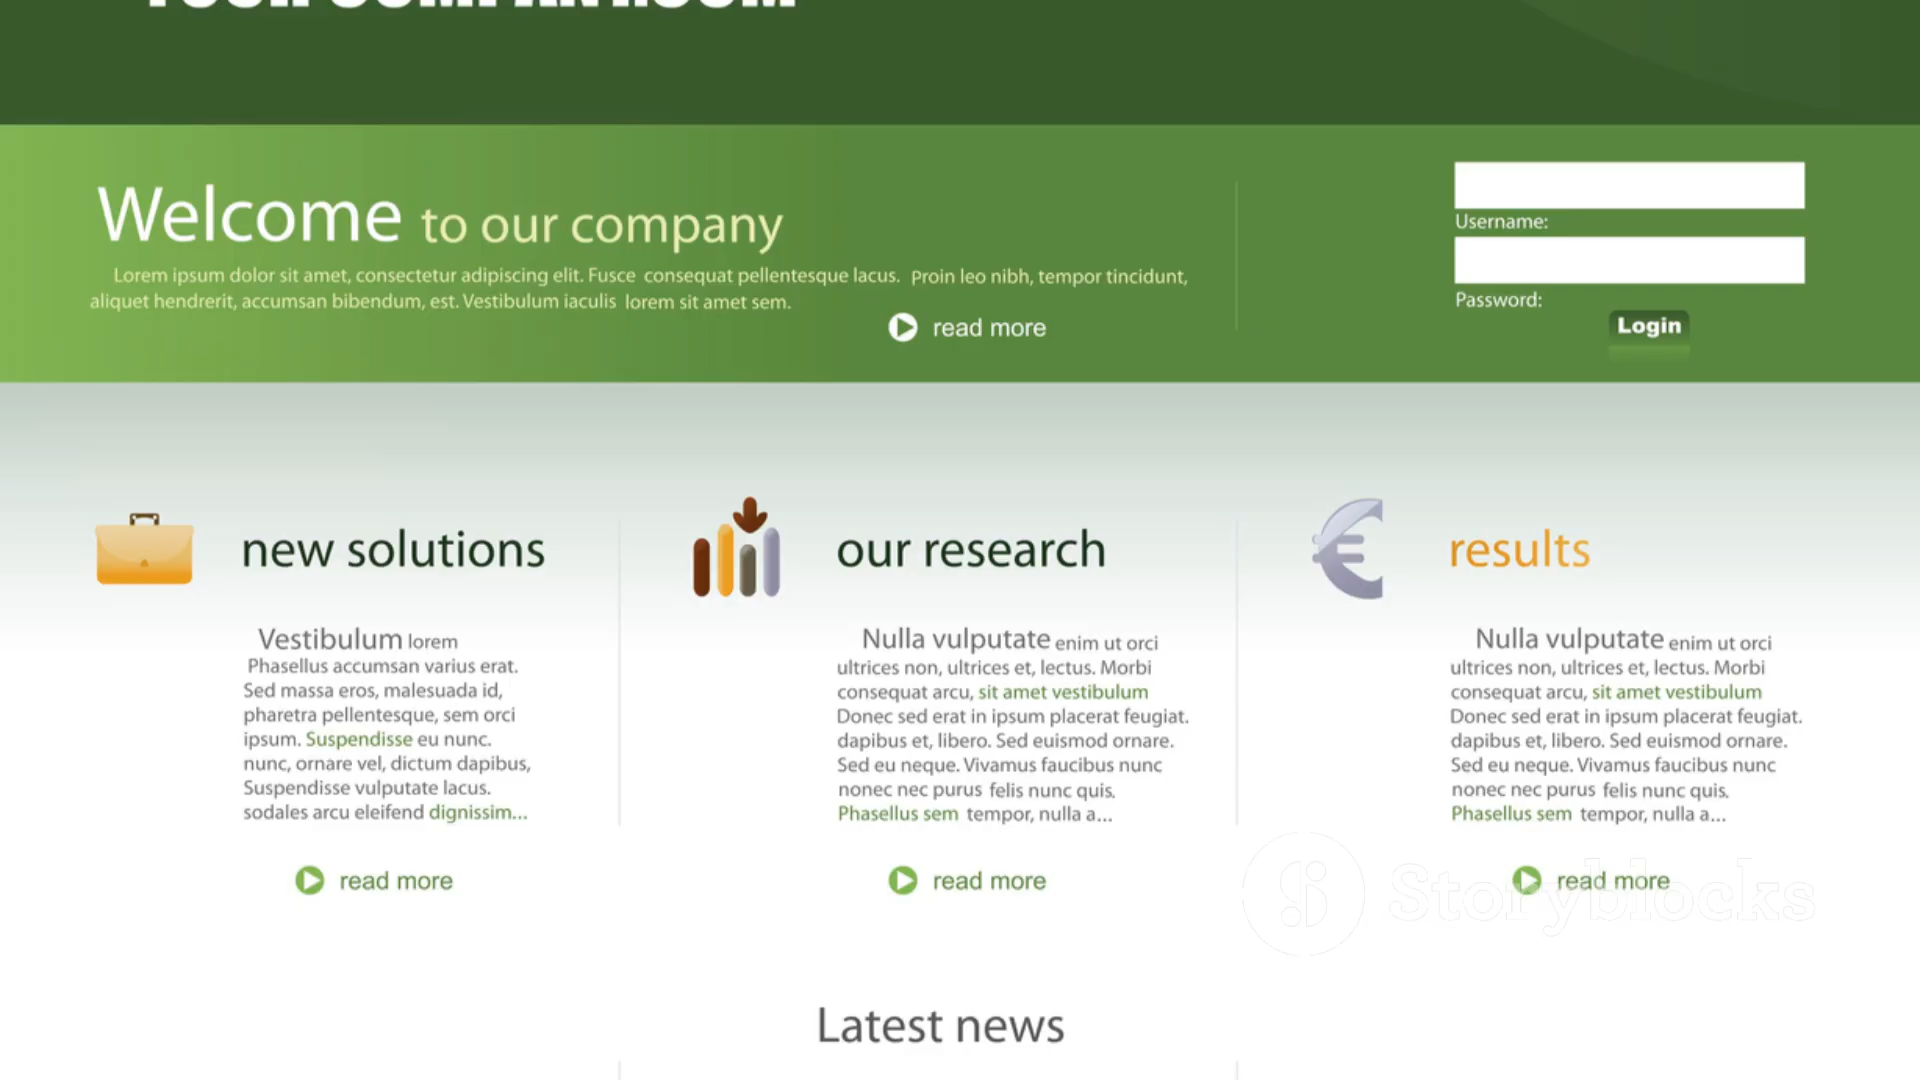 YOUR COMPANY.COM
Welcome to our company
Lorem ipsum dolor sit amet, consectetur adipiscing elit. Fusce consequat pellentesque lacus. Proin leo nibh, tempor tincidunt,
aliquet hendrerit, accumsan bibendum, est. Vestibulum iaculis lorem sit amet sem.
read more
Username:
Password:
Login
new solutions
Vestibulum lorem
Phasellus accumsan varius erat.
Sed massa eros, malesuada id,
pharetra pellentesque, sem orci
ipsum. Suspendisse eu nunc.
nunc, ornare vel, dictum dapibus,
Suspendisse vulputate lacus.
sodales arcu eleifend dignissim...
read more
our research
Nulla vulputate enim ut orci
ultrices non, ultrices et, lectus. Morbi
consequat arcu, sit amet vestibulum
Donec sed erat in ipsum placerat feugiat.
dapibus et, libero. Sed euismod ornare.
Sed eu neque. Vivamus faucibus nunc
nonec nec purus felis nunc quis.
Phasellus sem tempor, nulla a...
read more
€ results
Nulla vulputate enim ut orci
ultrices non, ultrices et, lectus. Morbi
consequat arcu, sit amet vestibulum
Donec sed erat in ipsum placerat feugiat.
dapibus et, libero. Sed euismod ornare.
Sed eu neque. Vivamus faucibus nunc
nonec nec purus felis nunc quis.
Phasellus sem tempor, nulla a...
read more
Storyblocks
Latest news